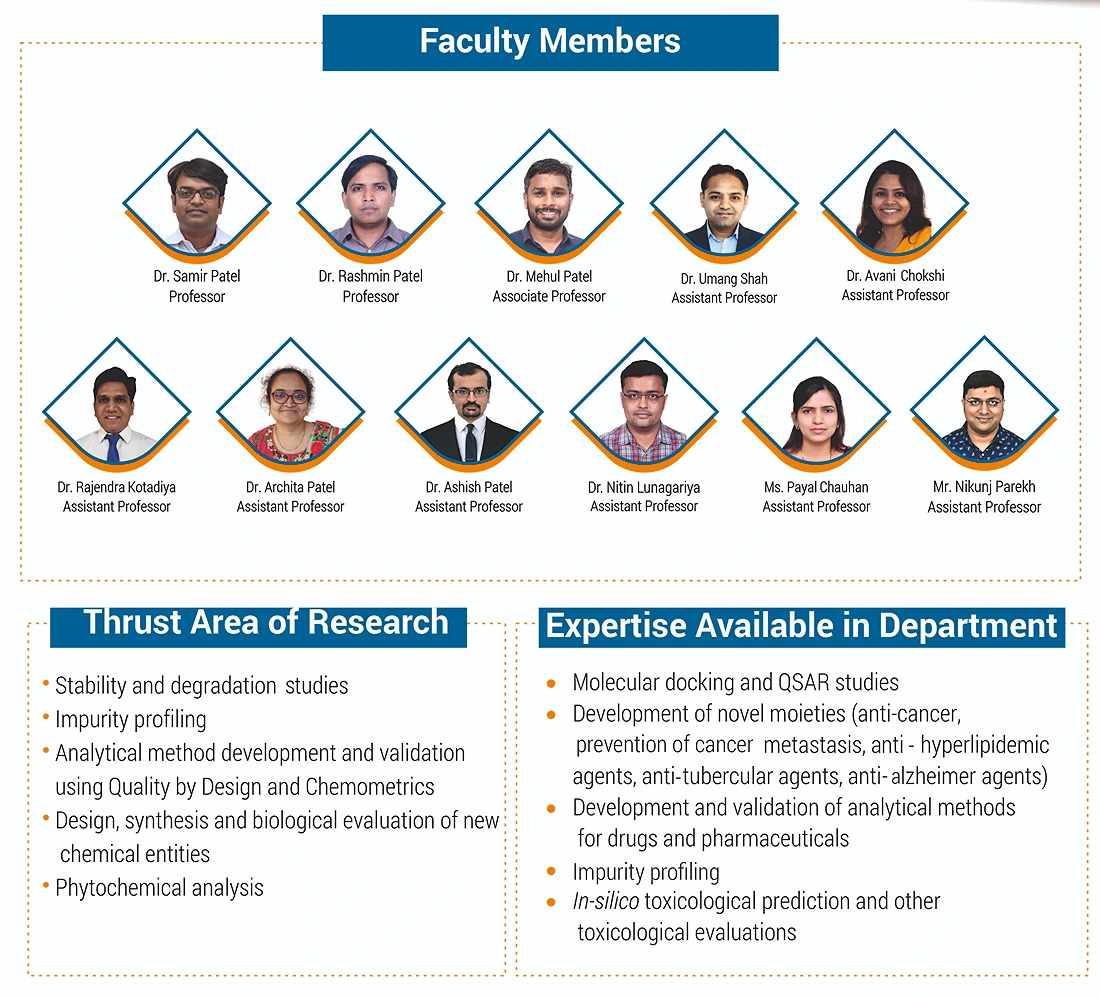 Faculty Members
Dr. Samir Patel
Professor
Dr. Rashmin Patel
Professor
Dr. Mehul Patel
Associate Professor
Dr. Umang Shah
Assistant Professor
Dr. Avani Chokshi
Assistant Professor
Dr. Rajendra Kotadiya
Assistant Professor
Dr. Archita Patel
Assistant Professor
Dr. Ashish Patel
Assistant Professor
Dr. Nitin Lunagariya
Assistant Professor
Ms. Payal Chauhan
Assistant Professor
Mr. Nikunj Parekh
Assistant Professor
Thrust Area of Research
• Stability and degradation studies
• Impurity profiling
• Analytical method development and validation
using Quality by Design and Chemometrics
• Design, synthesis and biological evaluation of new
chemical entities
• Phytochemical analysis
Expertise Available in Department
• Molecular docking and QSAR studies
• Development of novel moieties (anti-cancer,
prevention of cancer metastasis, anti - hyperlipidemic
agents, anti-tubercular agents, anti-alzheimer agents)
• Development and validation of analytical methods
for drugs and pharmaceuticals
• Impurity profiling
• In-silico toxicological prediction and other
toxicological evaluations